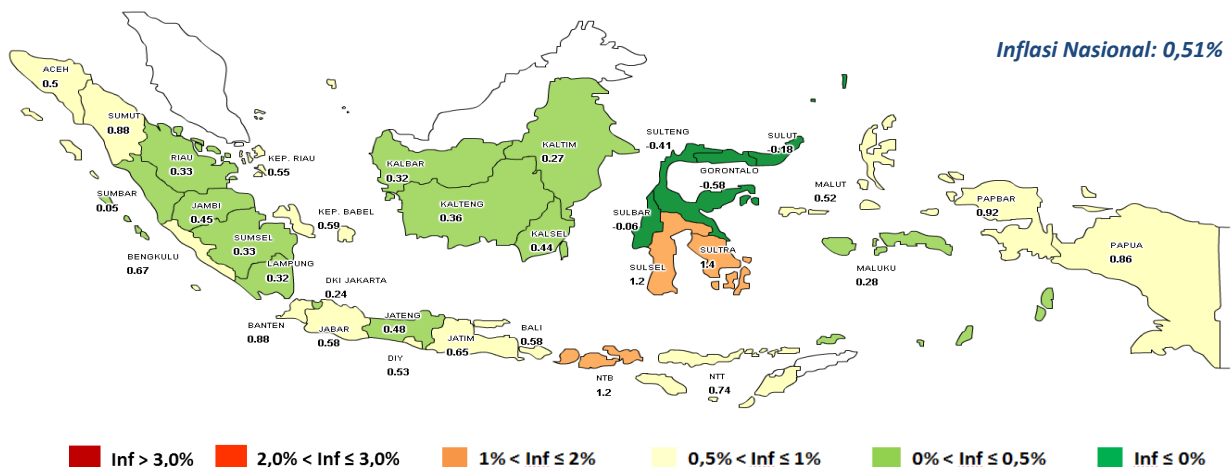 Inflasi Nasional: 0,51%
ACEH
0.5
SUMUT
0.88
RIAU
0.33
KEP. RIAU
0.55
SUMBAR
0.05
JAMBI
0.45
KEP. BABEL
0.59
SUMSEL
0.33
BENGKULU
0.67
LAMPUNG
0.32
DKI JAKARTA
0.24
BANTEN
0.88
JABAR
0.58
JATENG
0.48
DIY
0.53
JATIM
0.65
BALI
0.58
KALBAR
0.32
KALTIM
0.27
KALTENG
0.36
KALSEL
0.44
SULTENG
-0.41
SULUT
-0.18
GORONTALO
-0.58
SULBAR
-0.06
SULSEL
1.2
SULTRA
1.4
NTB
1.2
NTT
0.74
MALUT
0.52
MALUKU
0.28
PAPBAR
0.92
PAPUA
0.86
Inf > 3,0%
2,0% < Inf ≤ 3,0%
1% < Inf ≤ 2%
0,5% < Inf ≤ 1%
0% < Inf ≤ 0,5%
Inf ≤ 0%